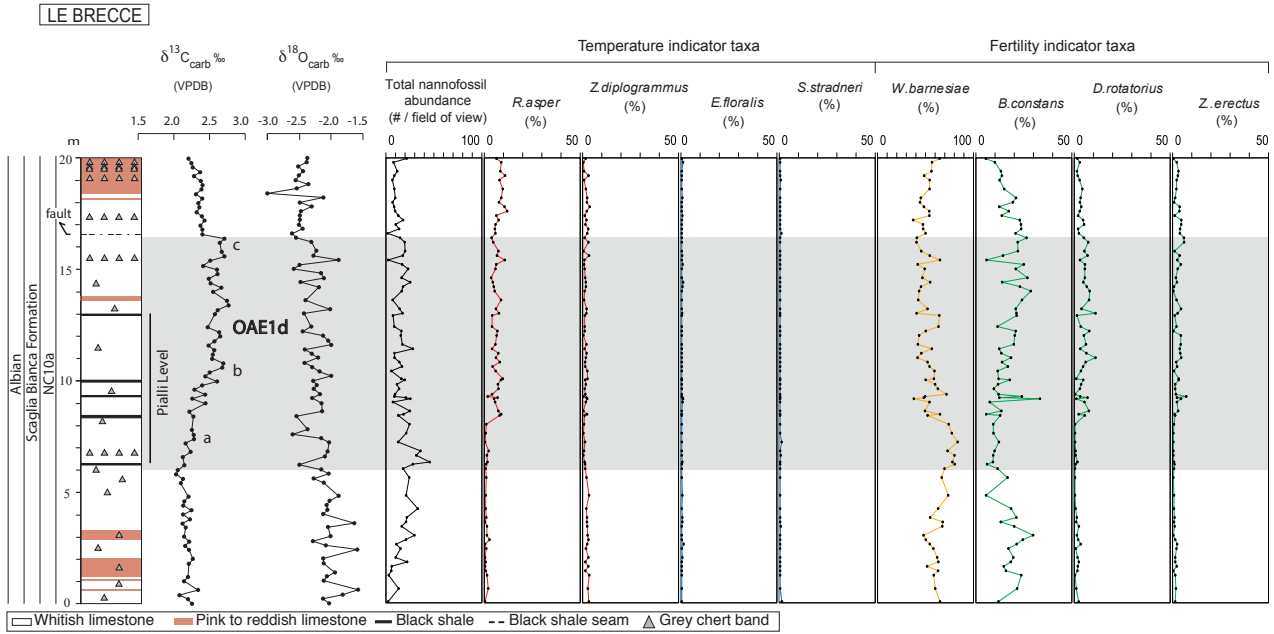 LE BRECCE
Temperature indicator taxa
Fertility indicator taxa
δ13Ccarb ‰
(VPDB)
δ18Ocarb ‰
(VPDB)
Total nannofossil
abundance
(# / field of view)
R.asper
(%)
Z.diplogrammus
(%)
E.floralis
(%)
S.stradneri
(%)
W.barnesiae
(%)
B.constans
(%)
D.rotatorius
(%)
Z.erectus
(%)
1.5 2.0 2.5 3.0 -3.0 -2.5 -2.0 -1.5
m 1.5 0 100 0 50 0 50 0 50 0 50 0 100 0 50 0 50 0 50
20
fault
c
15
OAE1d
b
10
a
5
0
Albian
Scaglia Bianca Formation
NC10a
Pialli Level
Whitish limestone Pink to reddish limestone Black shale Black shale seam Grey chert band